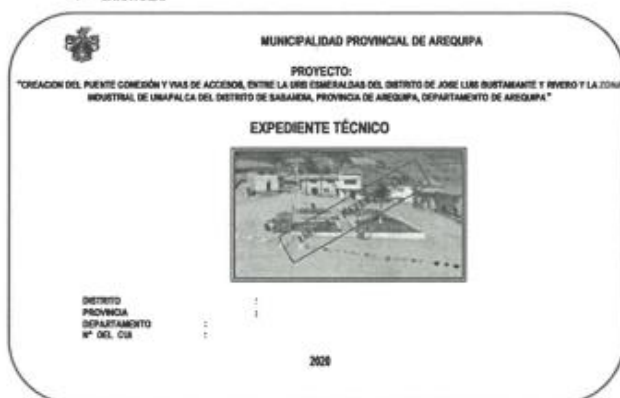 MUNICIPALIDAD PROVINCIAL DE AREQUIPA
PROYECTO:
"CREACION DEL PUENTE CONEXIÓN Y VIAS DE ACCESOS, ENTRE LA URB ESMERALDAS DEL DISTRITO DE JOSE LUIS BUSTAMANTE Y RIVERO Y LA ZONA
INDUSTRIAL DE UMAPALCA DEL DISTRITO DE SABANDIA, PROVINCIA DE AREQUIPA, DEPARTAMENTO DE AREQUIPA"
EXPEDIENTE TÉCNICO
DISTRITO :
PROVINCIA :
DEPARTAMENTO :
N° DEL CUI :
2020